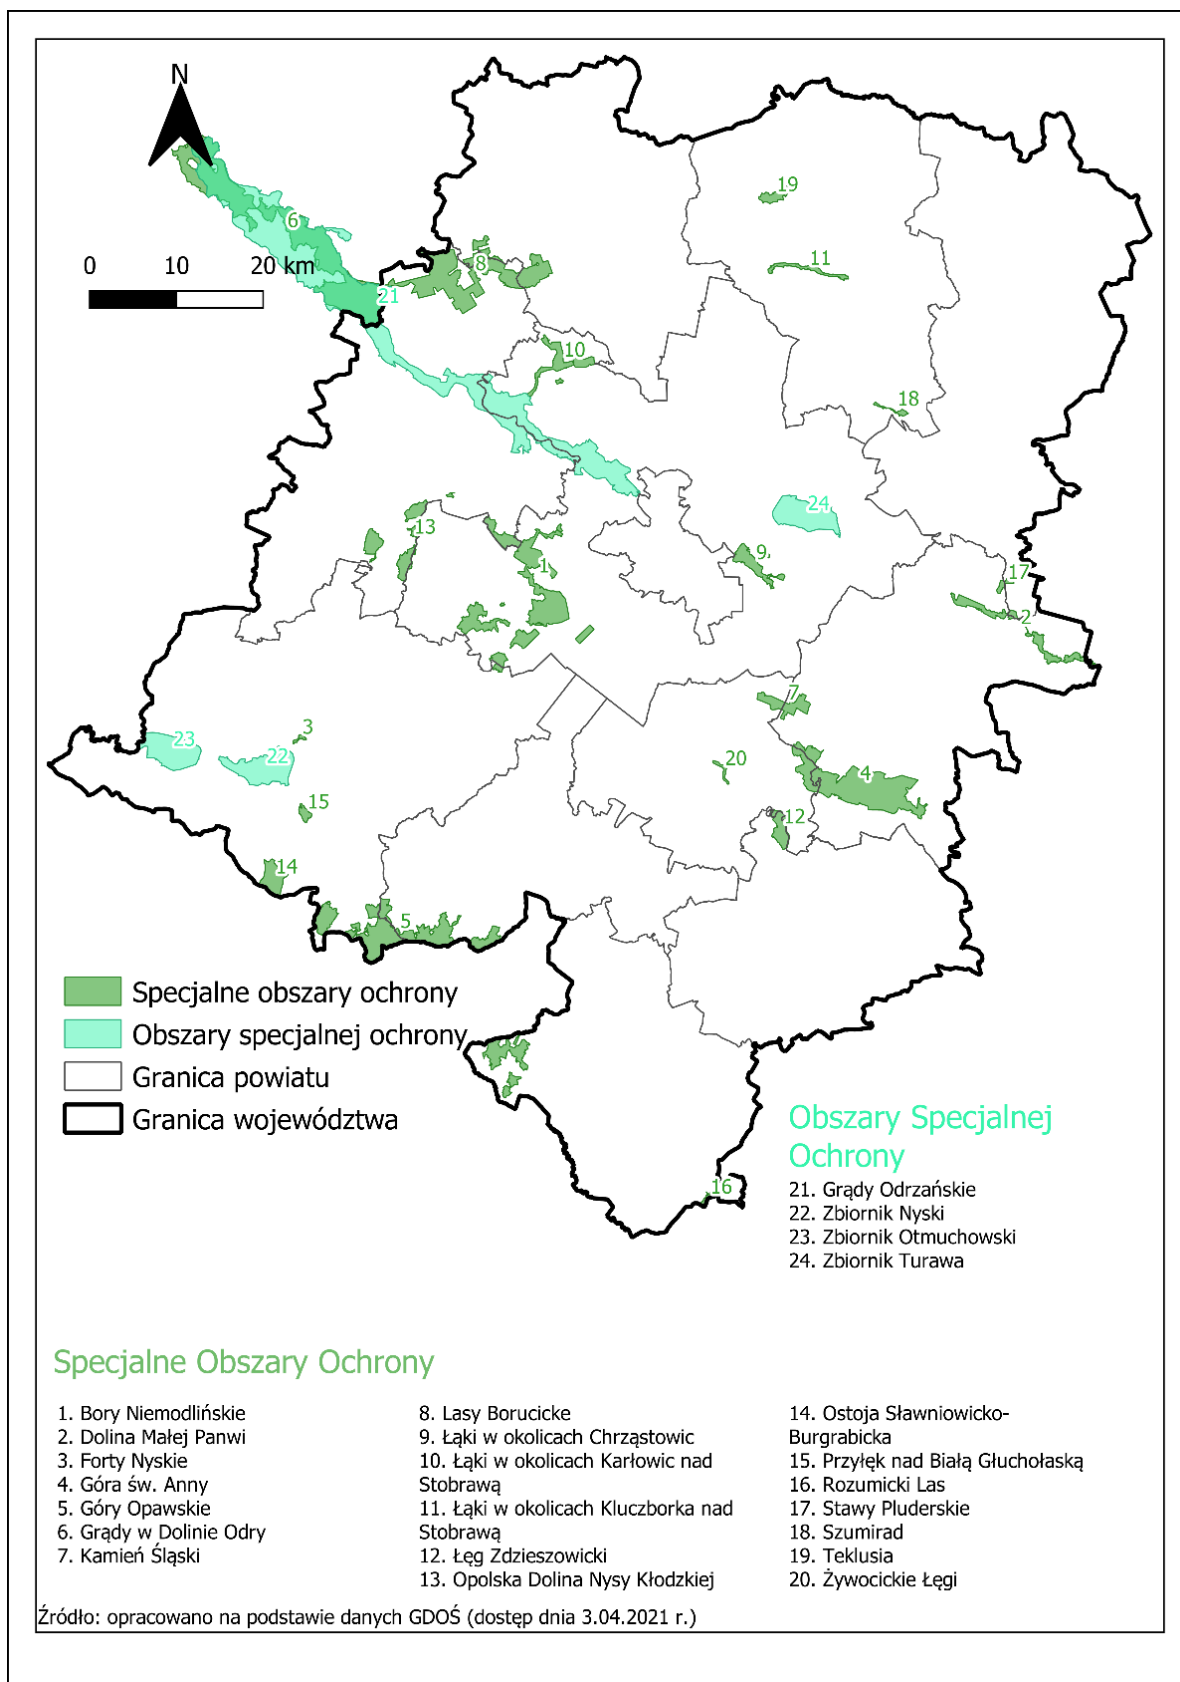 N
0 10 20 km
19
6
8
11
21
10
18
24
13
9
1
17
2
7
3
23
22
20
4
15
12
14
5
Specjalne obszary ochrony
Obszary specjalnej ochrony
Granica powiatu
Granica województwa
16
Obszary Specjalnej
Ochrony
21. Grądy Odrzańskie
22. Zbiornik Nyski
23. Zbiornik Otmuchowski
24. Zbiornik Turawa
Specjalne Obszary Ochrony
1. Bory Niemodlińskie
2. Dolina Małej Panwi
3. Forty Nyskie
4. Góra św. Anny
5. Góry Opawskie
6. Grądy w Dolinie Odry
7. Kamień Śląski
8. Lasy Borucicke
9. Łąki w okolicach Chrząstowic
10. Łąki w okolicach Karłowic nad
Stobrawą
11. Łąki w okolicach Kluczborka nad
Stobrawą
12. Łęg Zdzieszowicki
13. Opolska Dolina Nysy Kłodzkiej
14. Ostoja Sławniowicko-
Burgrabicka
15. Przyłęk nad Białą Głuchołaską
16. Rozumicki Las
17. Stawy Pluderskie
18. Szumirad
19. Teklusia
20. Żywocickie Łęgi
Źródło: opracowano na podstawie danych GDOŚ (dostęp dnia 3.04.2021 r.)